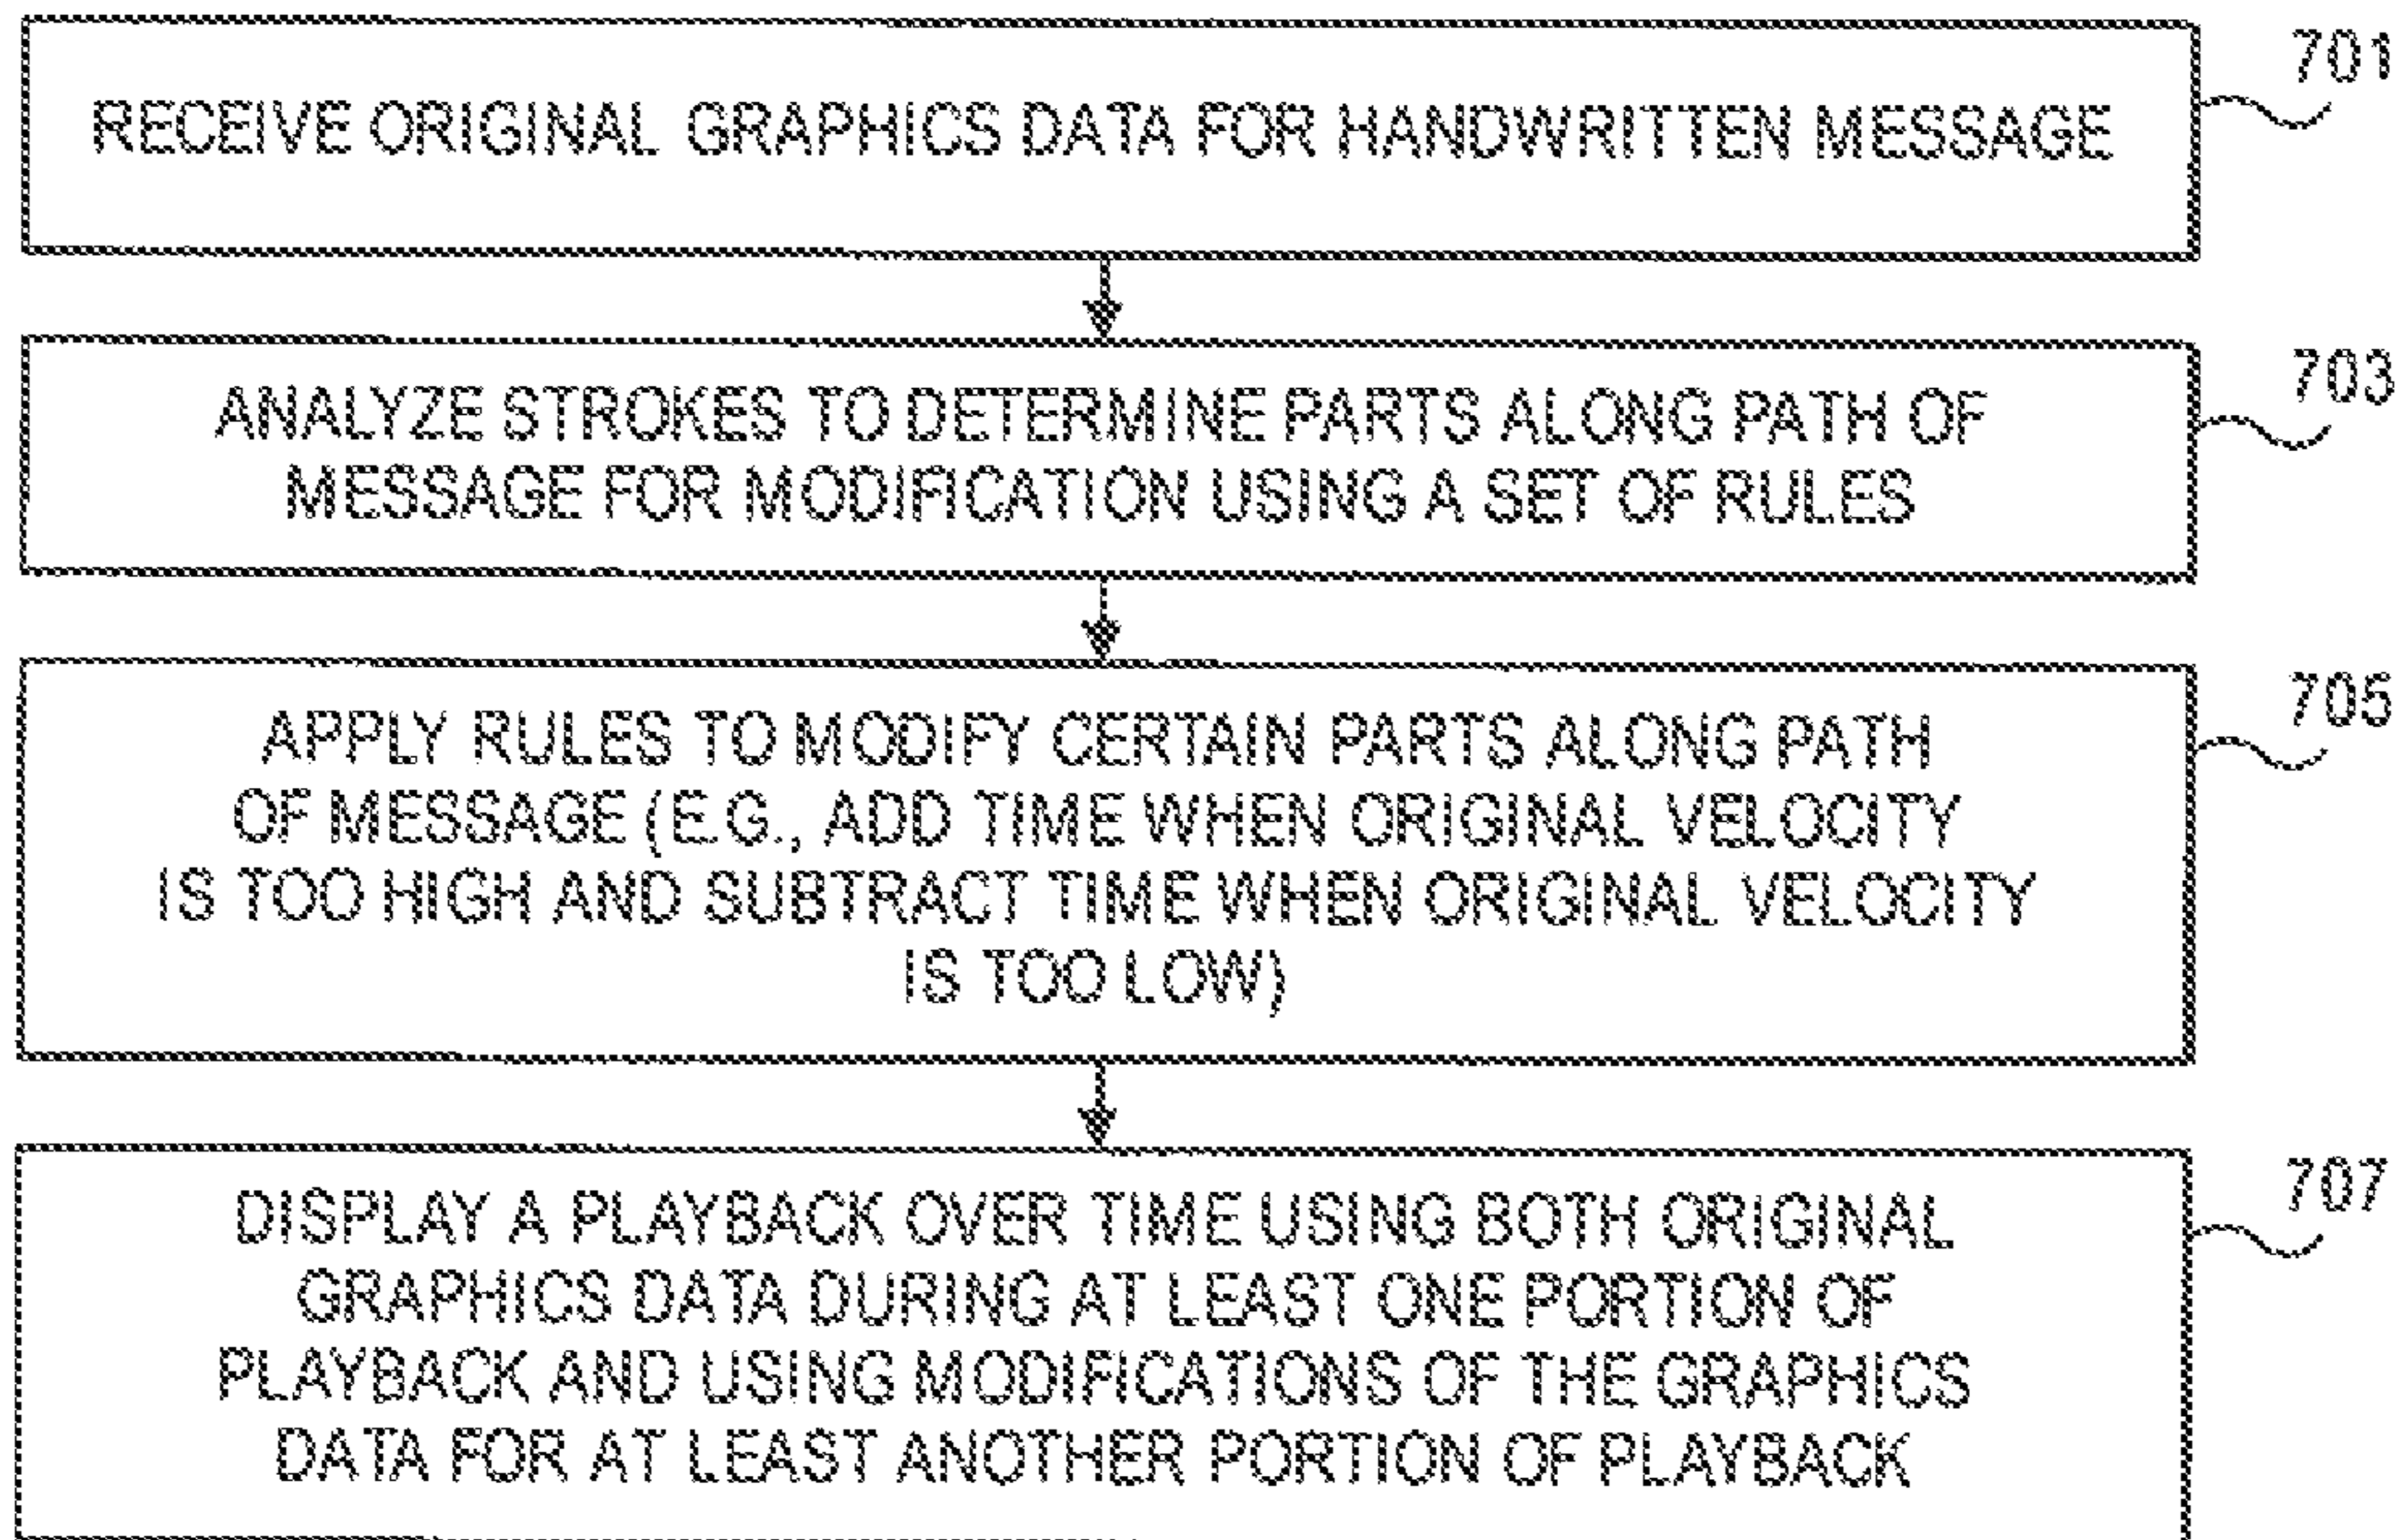 701
RECEIVE ORIGINAL GRAPHICS DATA FOR HANDWRITTEN MESSAGE
703
ANALYZE STROKES TO DETERMINE PARTS ALONG PATH OF
MESSAGE FOR MODIFICATION USING A SET OF RULES
705
APPLY RULES TO MODIFY CERTAIN PARTS ALONG PATH
OF MESSAGE (E.G., ADD TIME WHEN ORIGINAL VELOCITY
IS TOO HIGH AND SUBTRACT TIME WHEN ORIGINAL VELOCITY
IS TOO LOW)
707
DISPLAY A PLAYBACK OVER TIME USING BOTH ORIGINAL
GRAPHICS DATA DURING AT LEAST ONE PORTION OF
PLAYBACK AND USING MODIFICATIONS OF THE GRAPHICS
DATA FOR AT LEAST ANOTHER PORTION OF PLAYBACK